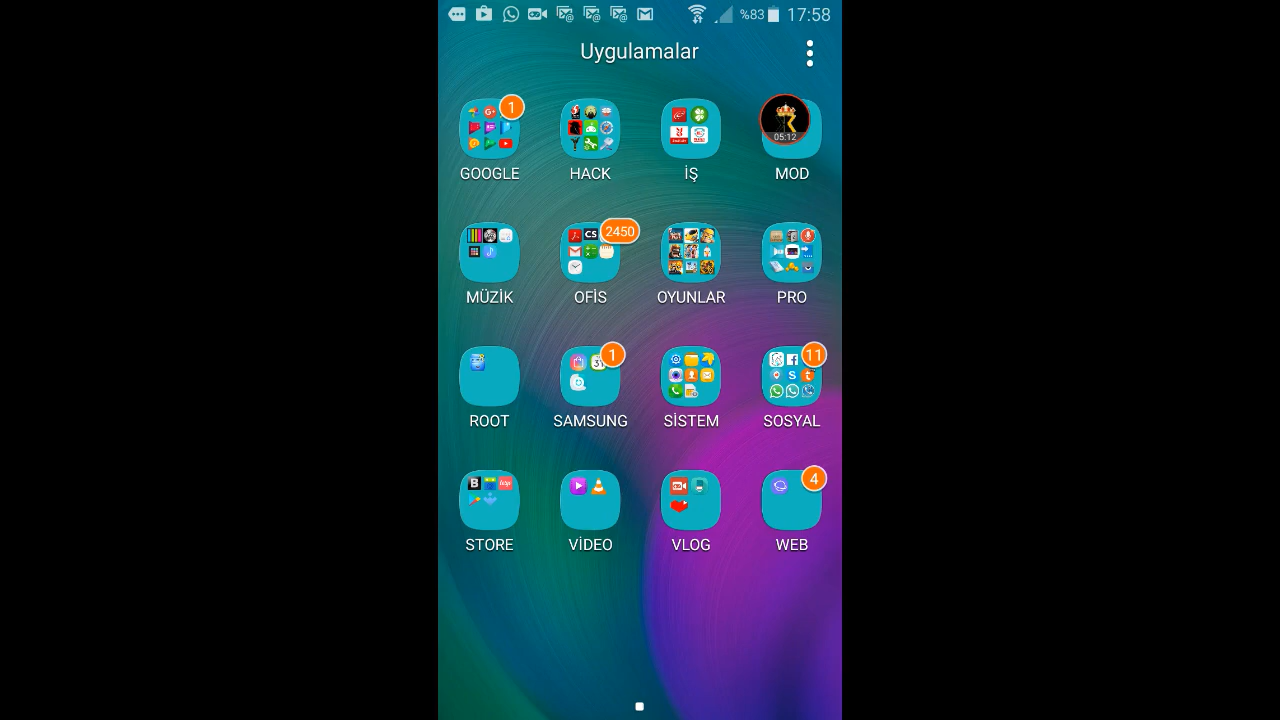 %83 17:58
Uygulamalar
1
05:12
GOOGLE HACK İŞ MOD
CS 2450
MÜZİK OFİS OYUNLAR PRO
1 11
ROOT SAMSUNG SİSTEM SOSYAL
4
STORE VİDEO VLOG WEB